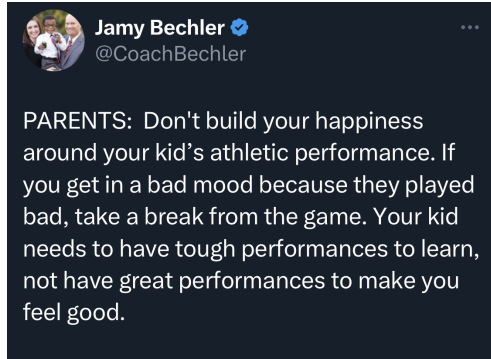 Jamy Bechler
@CoachBechler
PARENTS:  Don't build your happiness
around your kid’s athletic performance. If
you get in a bad mood because they played
bad, take a break from the game. Your kid
needs to have tough performances to learn,
not have great performances to make you
feel good.